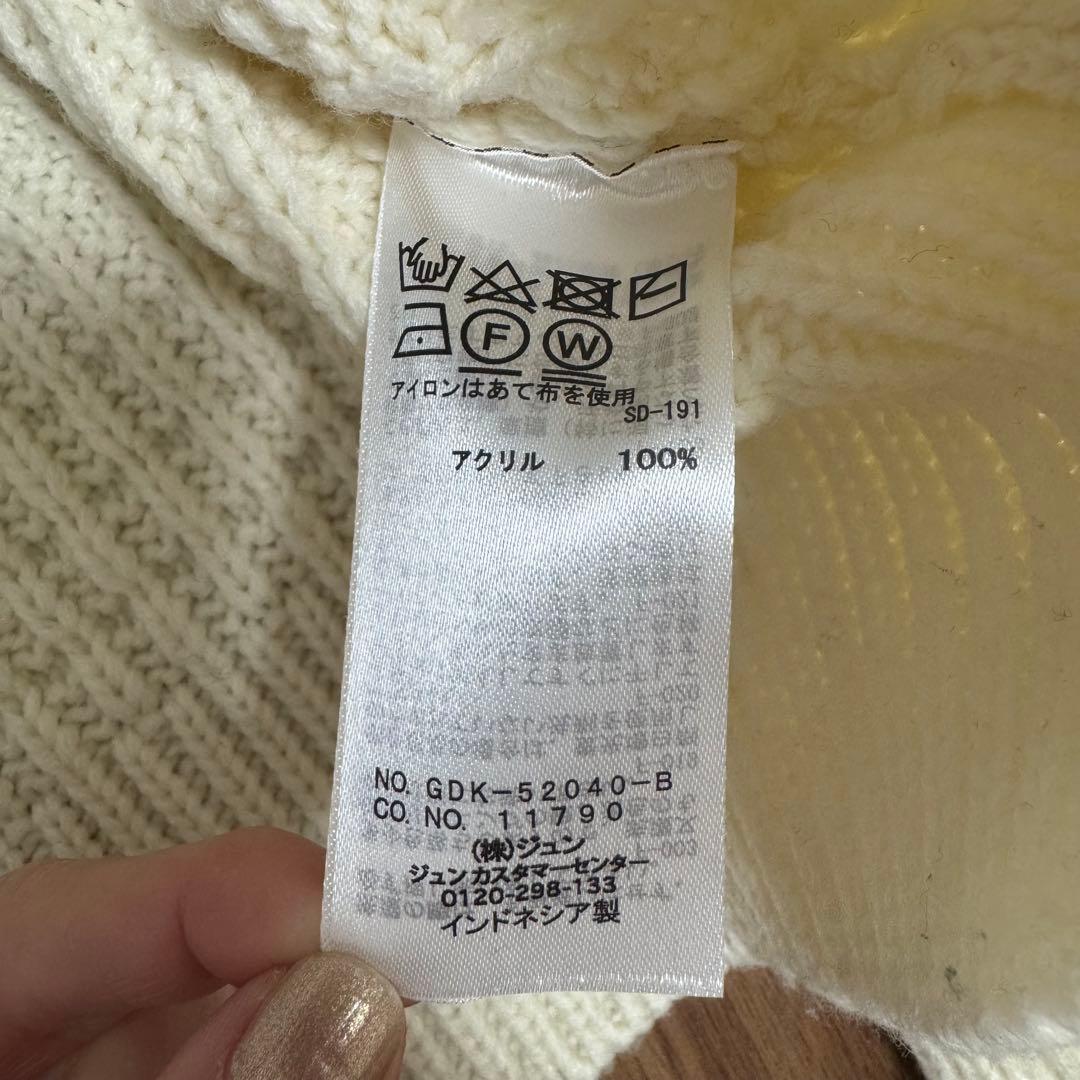 F W
アイロンはあて布を使用
SD-191
アクリル 100%
NO. GDK-52040-B
CO. NO. 11790
(株)ジュン
ジュンカスタマーセンター
0120-298-133
インドネシア製